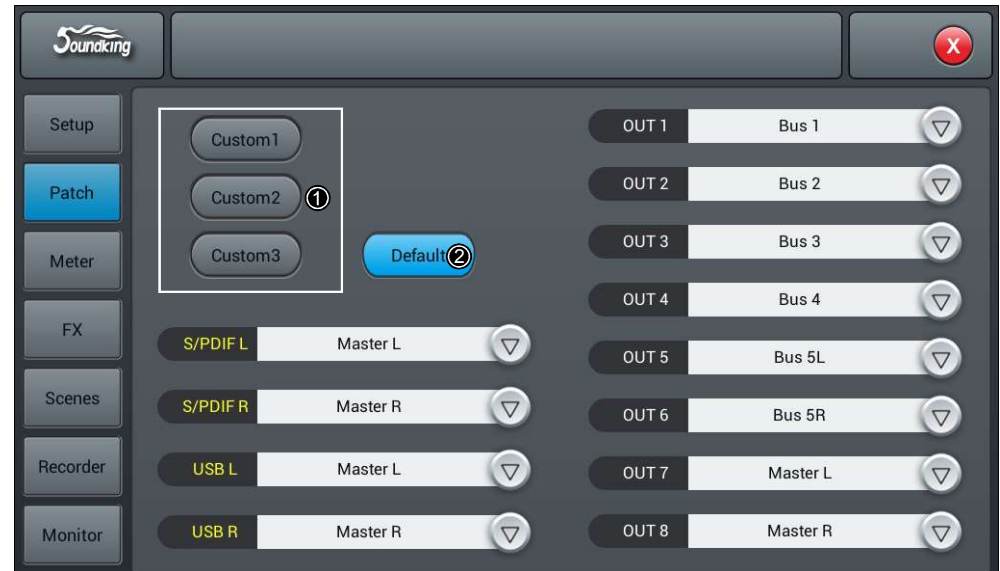 Soundking
X
Setup
Patch
Meter
FX
Scenes
Recorder
Monitor
Custom1
Custom2 ①
Custom3
Default ②
S/PDIF L Master L
S/PDIF R Master R
USB L Master L
USB R Master R
OUT 1 Bus 1
OUT 2 Bus 2
OUT 3 Bus 3
OUT 4 Bus 4
OUT 5 Bus 5L
OUT 6 Bus 5R
OUT 7 Master L
OUT 8 Master R